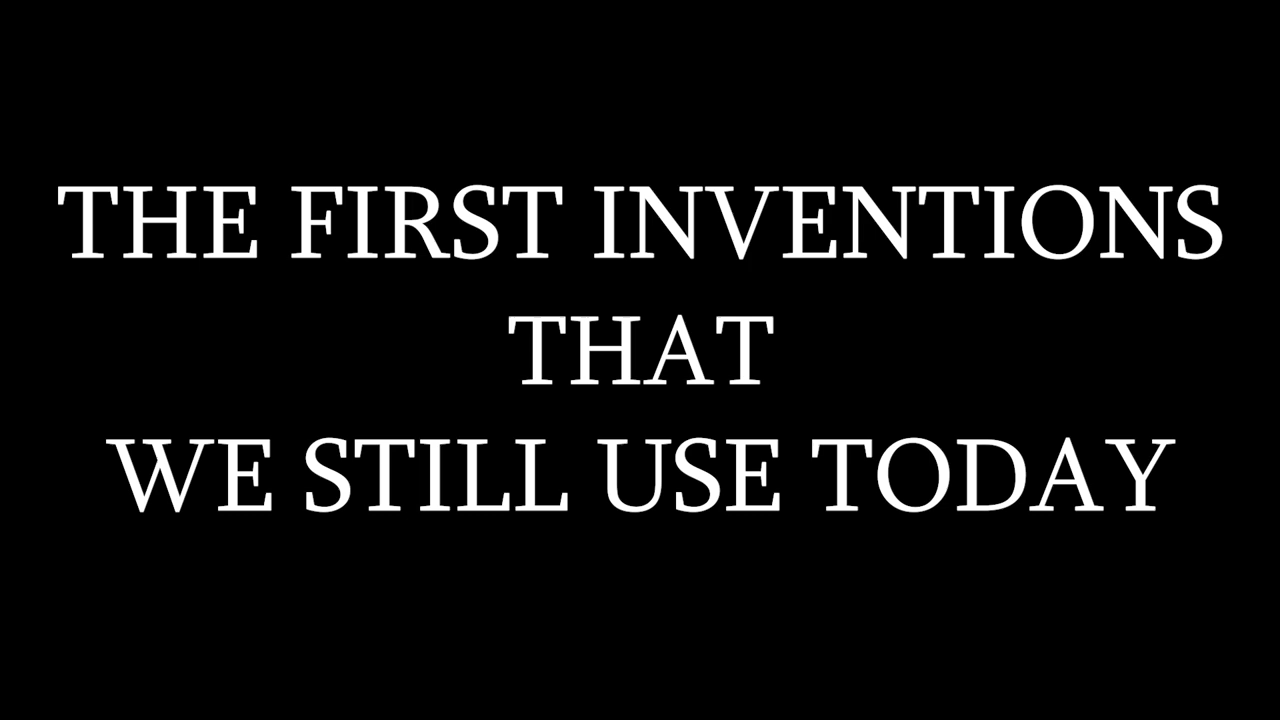 THE FIRST INVENTIONS
THAT
WE STILL USE TODAY